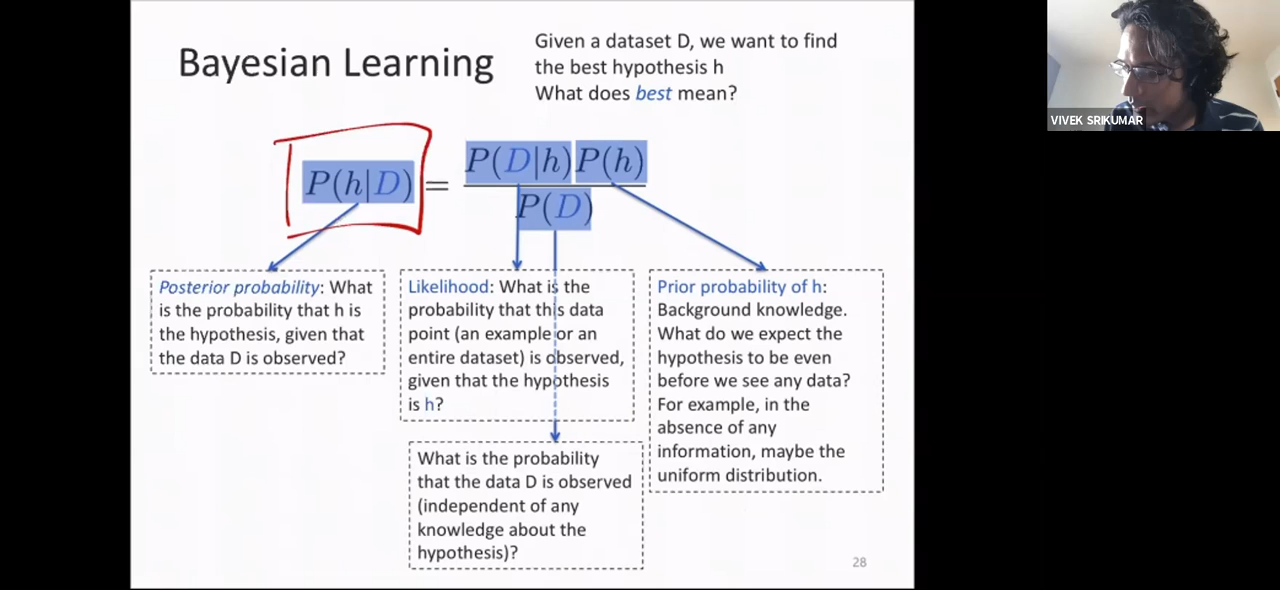 Bayesian Learning
Given a dataset D, we want to find
the best hypothesis h
What does best mean?
VIVEK SRIKUMAR
P(h|D) = P(D|h)P(h)
P(D)
Posterior probability: What
is the probability that h is
the hypothesis, given that
the data D is observed?
Likelihood: What is the
probability that this data
point (an example or an
entire dataset) is observed,
given that the hypothesis
is h?
What is the probability
that the data D is observed
(independent of any
knowledge about the
hypothesis)?
Prior probability of h:
Background knowledge.
What do we expect the
hypothesis to be even
before we see any data?
For example, in the
absence of any
information, maybe the
uniform distribution.
28